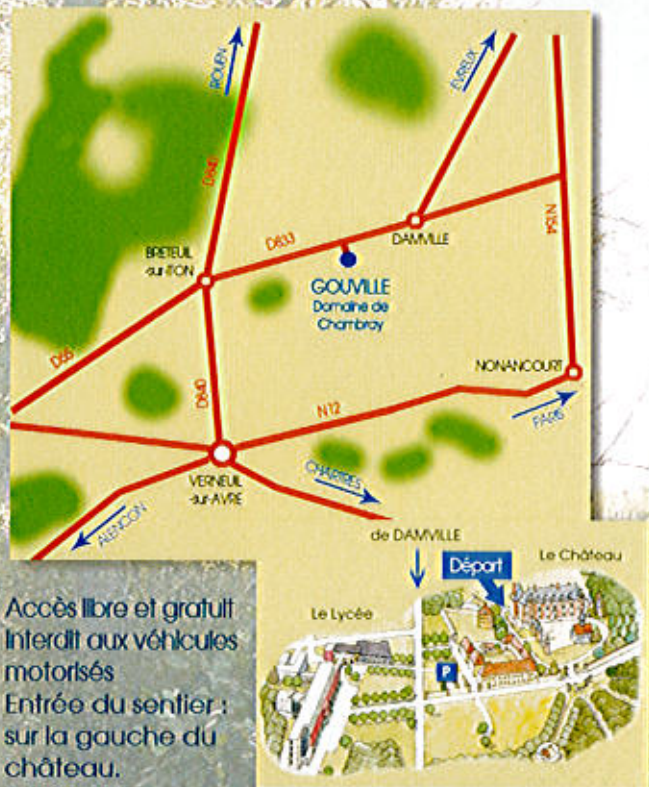 ROUEN
EVREUX
D840
D833
DAMVILLE
N154
BRETEUIL
-sur-ITON
GOUVILLE
Domaine de
Chambray
D66
D840
NONANCOURT
N12
PARIS
VERNEUIL
-sur-AVRE
CHARTRES
ALENCON
de DAMVILLE
Départ
Le Château
Le Lycée
P
Accès libre et gratuit
Interdit aux véhicules
motorisés
Entrée du sentier :
sur la gauche du
château.